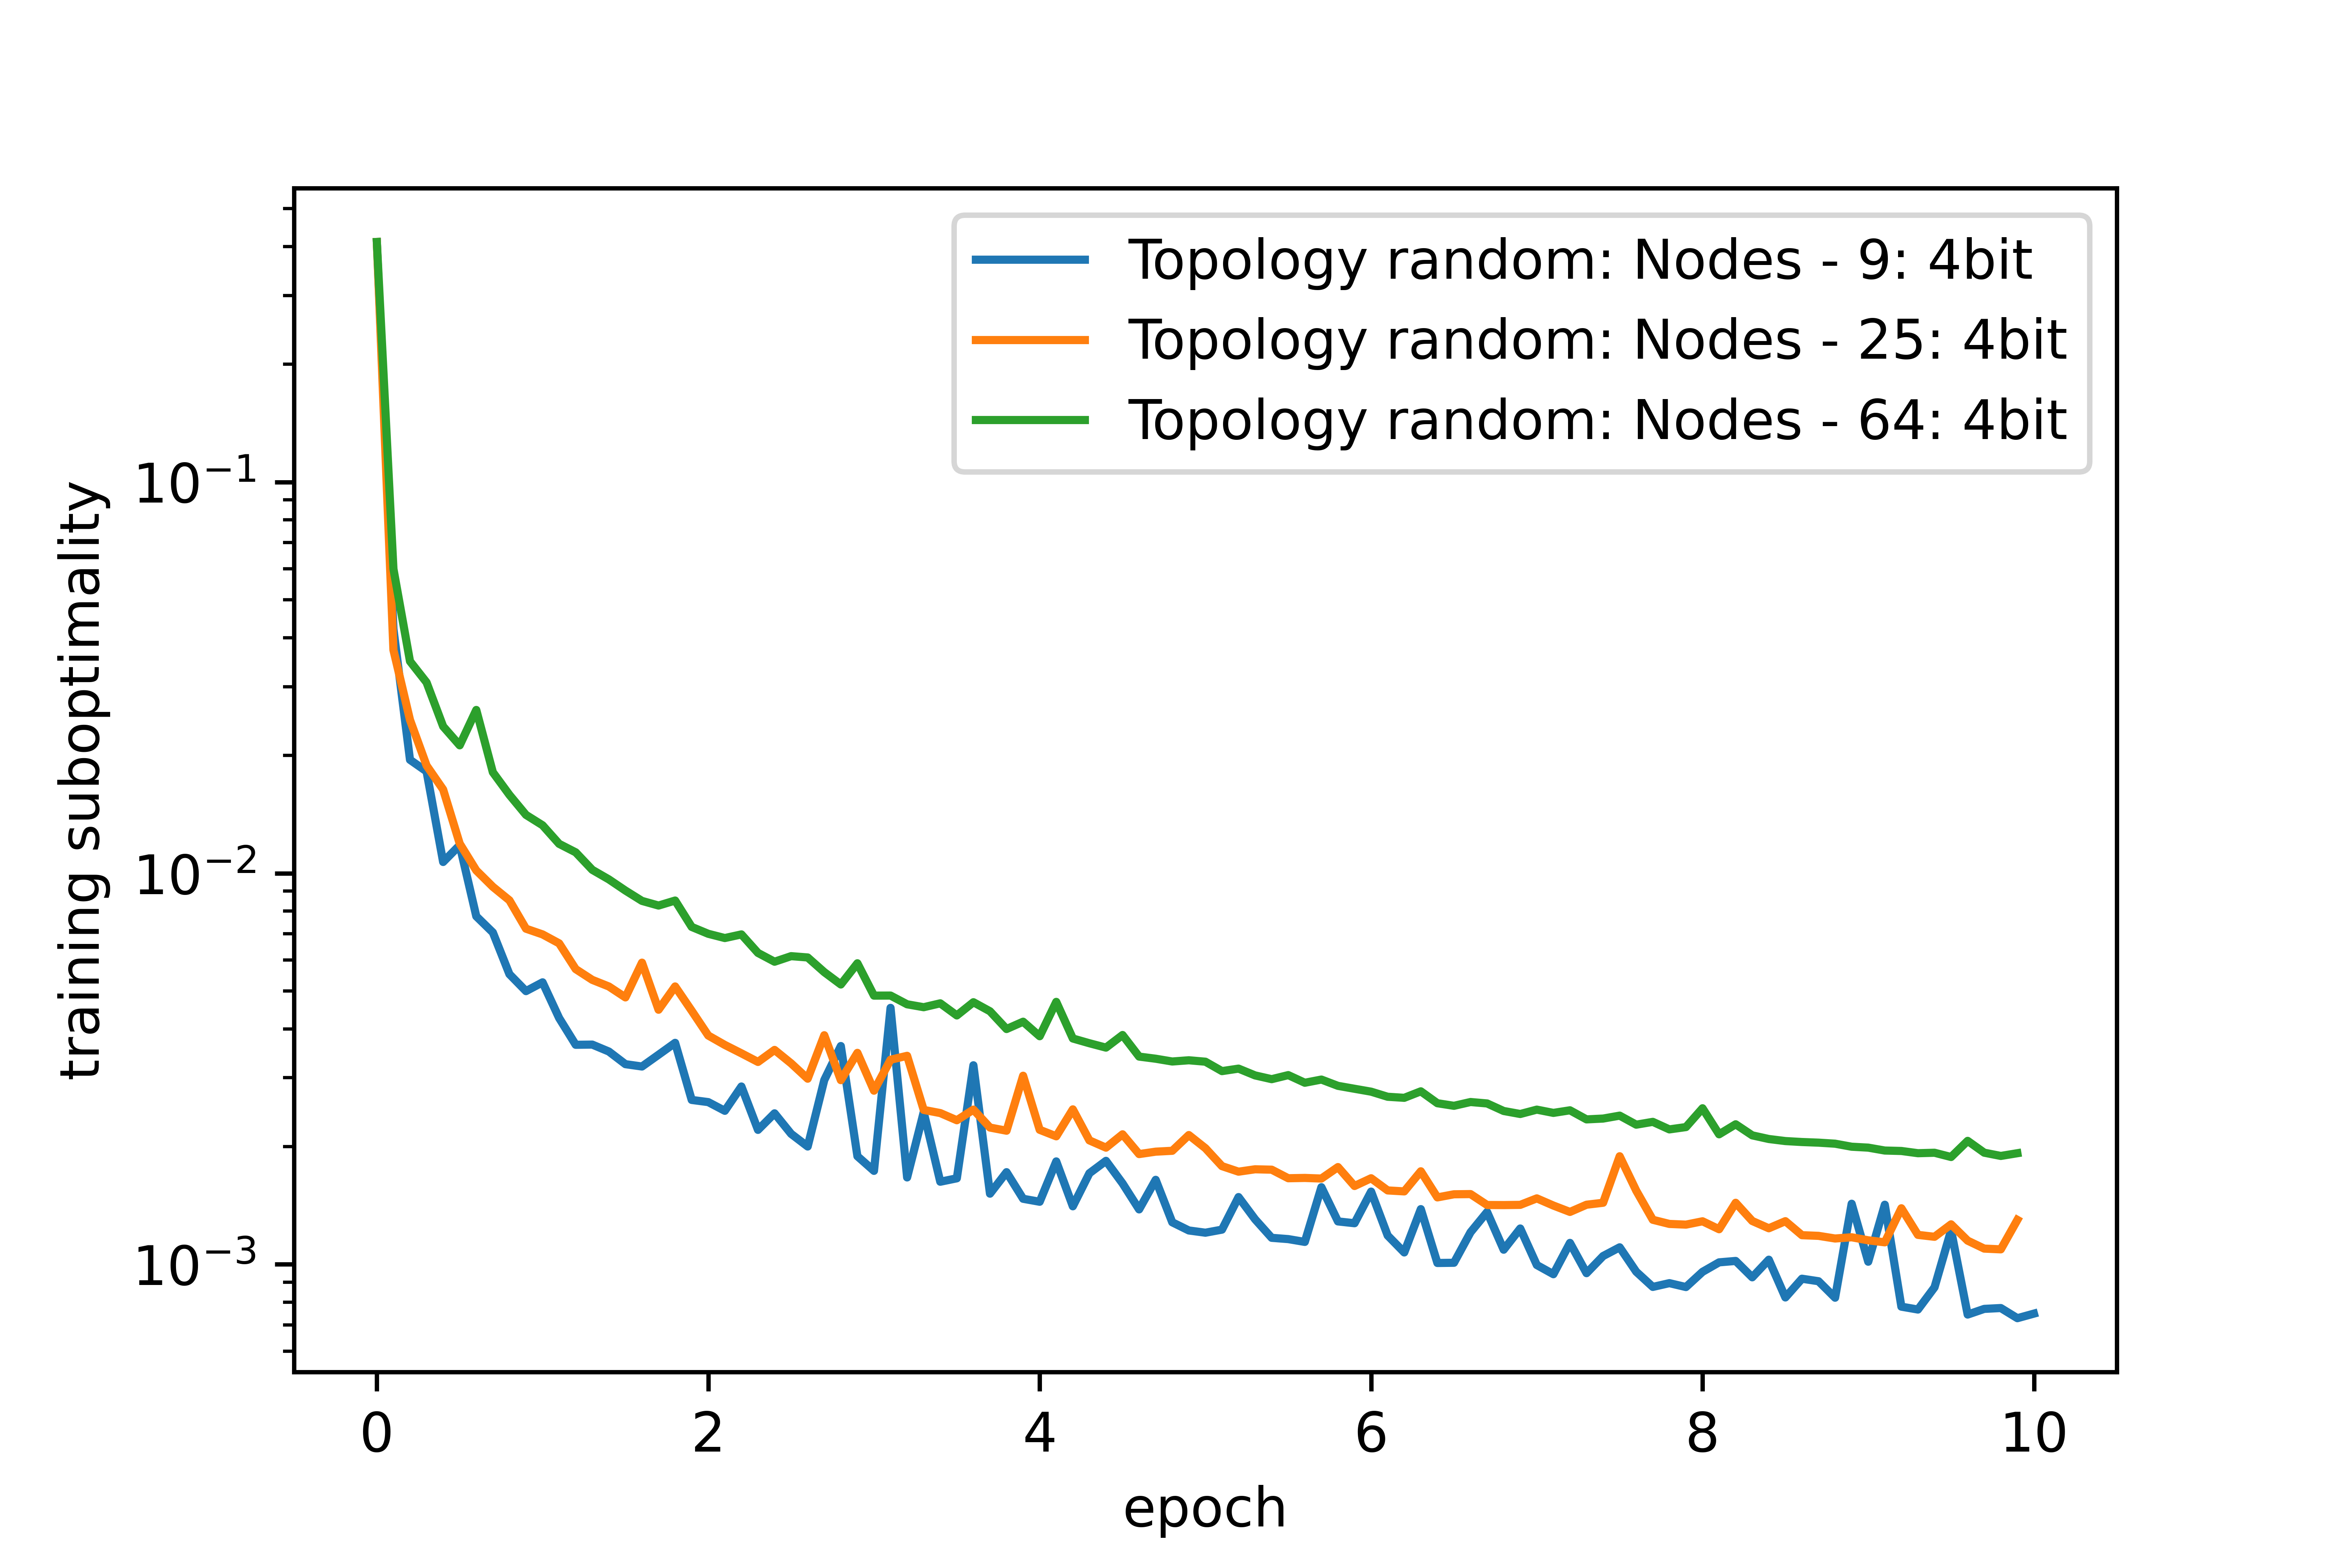 Topology random: Nodes - 9: 4bit
Topology random: Nodes - 25: 4bit
Topology random: Nodes - 64: 4bit
training suboptimality
10⁻¹
10⁻²
10⁻³
0 2 4 6 8 10
epoch